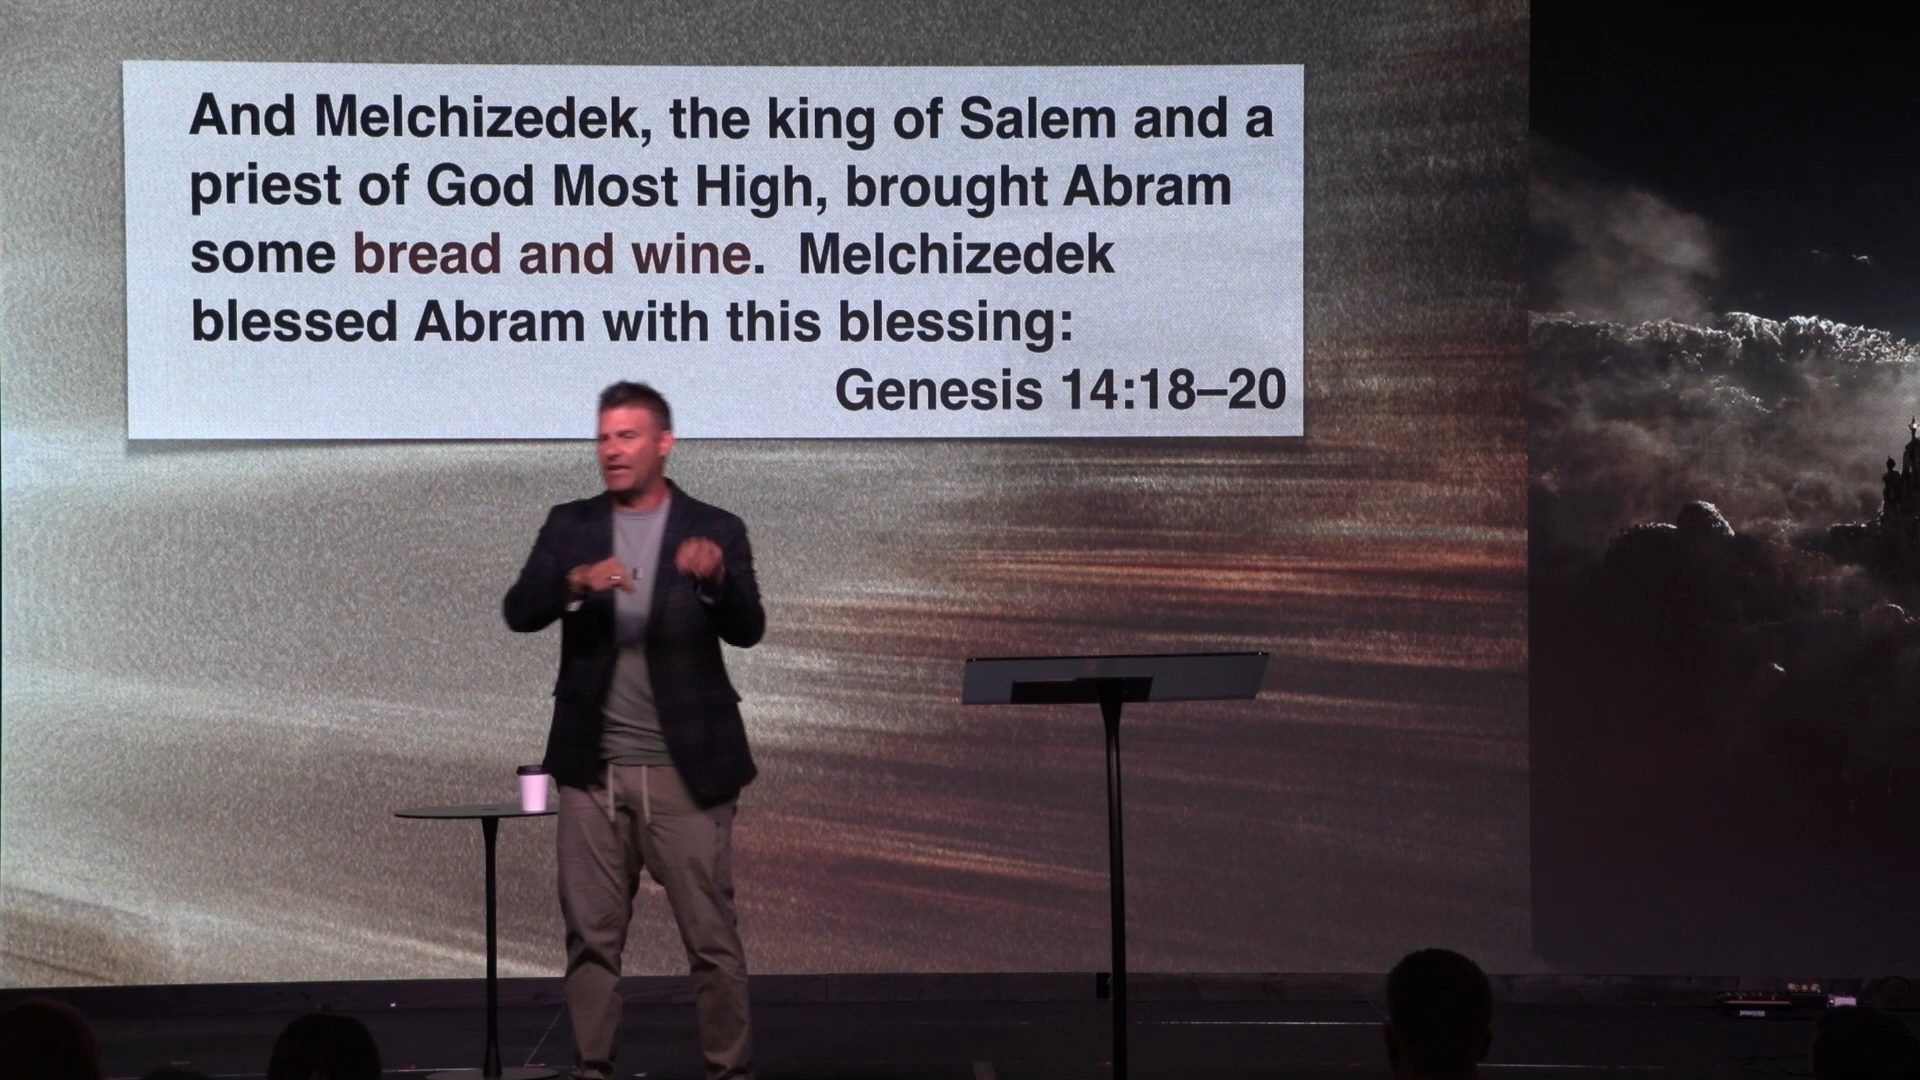 And Melchizedek, the king of Salem and a
priest of God Most High, brought Abram
some bread and wine.  Melchizedek
blessed Abram with this blessing:
Genesis 14:18–20